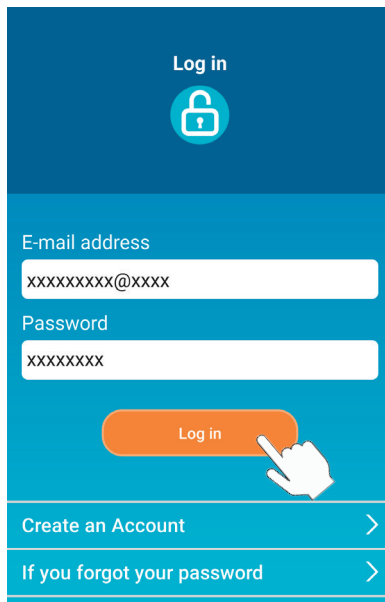 Log in
E-mail address
xxxxxxxxx@xxxx
Password
xxxxxxxx
Log in
Create an Account
If you forgot your password